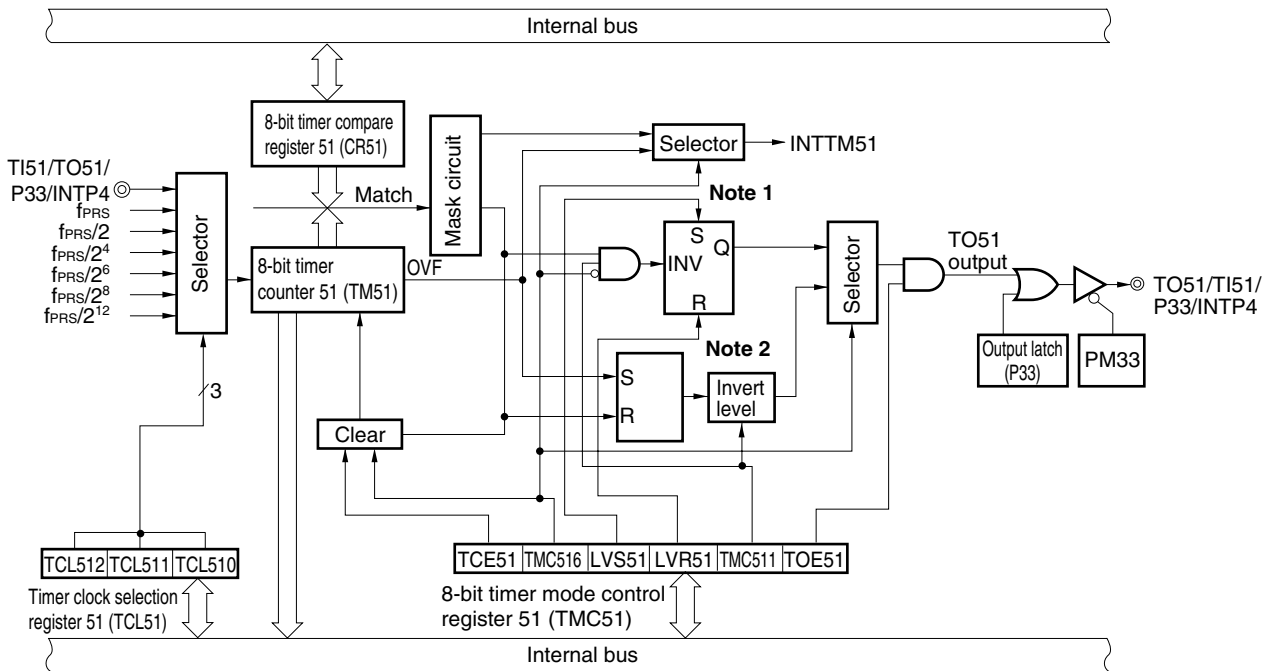 Internal bus
8-bit timer compare
register 51 (CR51)
Mask circuit
Selector
INTTM51
TI51/TO51/
P33/INTP4
Match
Note 1
fPRS
fPRS/2
fPRS/2⁴
fPRS/2⁶
fPRS/2⁸
fPRS/2¹²
Selector
8-bit timer
counter 51 (TM51)
OVF
S
Q
INV
R
Selector
TO51
output
TO51/TI51/
P33/INTP4
Output latch
(P33)
PM33
Note 2
S
R
Invert
level
3
Clear
TCL512 TCL511 TCL510
Timer clock selection
register 51 (TCL51)
TCE51 TMC516 LVS51 LVR51 TMC511 TOE51
8-bit timer mode control
register 51 (TMC51)
Internal bus